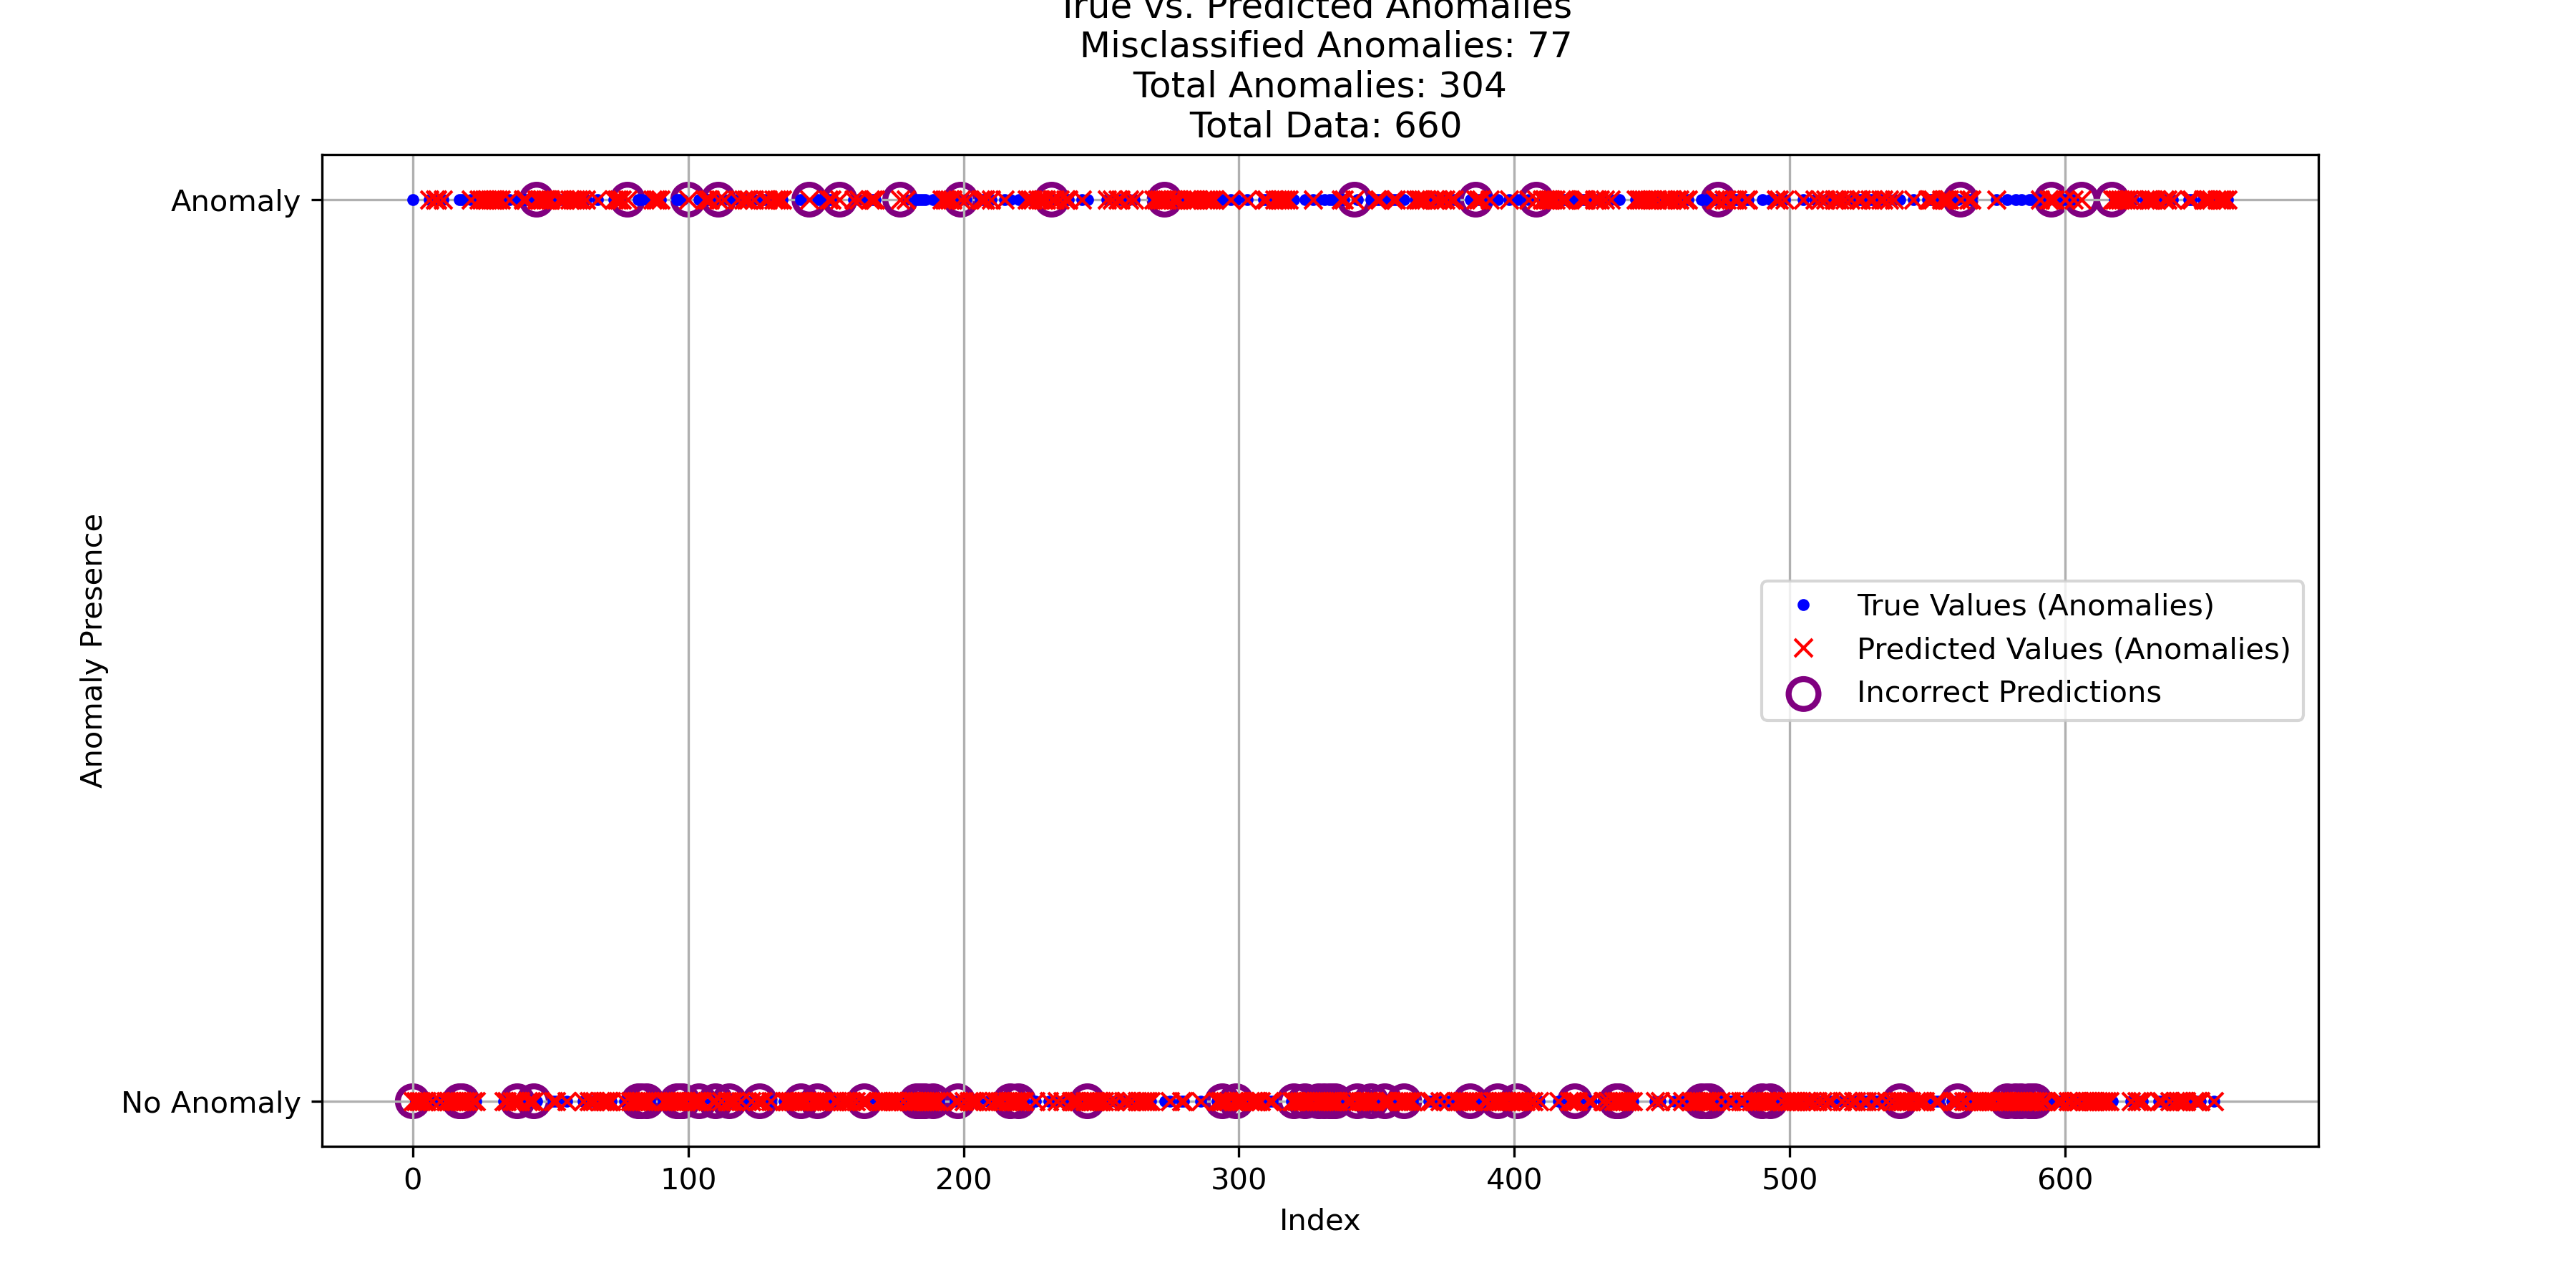 True vs. Predicted Anomalies
Misclassified Anomalies: 77
Total Anomalies: 304
Total Data: 660
Anomaly
Anomaly Presence
True Values (Anomalies)
Predicted Values (Anomalies)
Incorrect Predictions
No Anomaly
0 100 200 300 400 500 600
Index